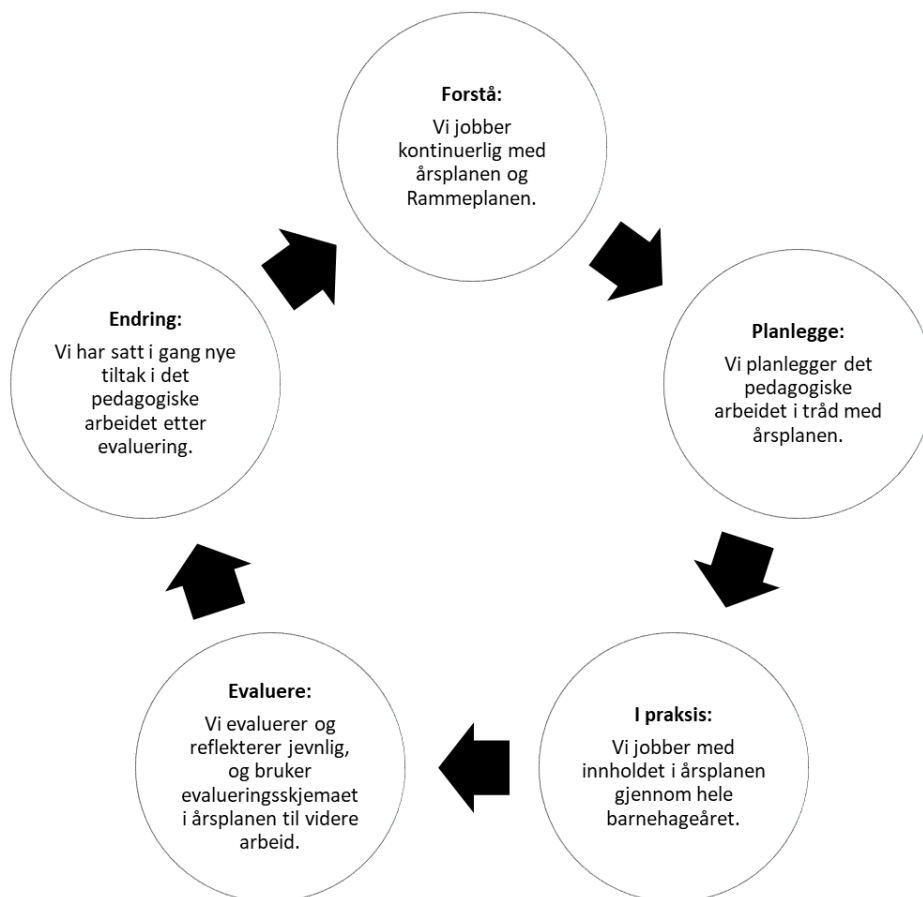 Forstå:
Vi jobber
kontinuerlig med
årsplanen og
Rammeplanen.
Planlegge:
Vi planlegger det
pedagogiske
arbeidet i tråd med
årsplanen.
I praksis:
Vi jobber med
innholdet i årsplanen
gjennom hele
barnehageåret.
Evaluere:
Vi evaluerer og
reflekterer jevnlig,
og bruker
evalueringsskjemaet
i årsplanen til videre
arbeid.
Endring:
Vi har satt i gang nye
tiltak i det
pedagogiske
arbeidet etter
evaluering.